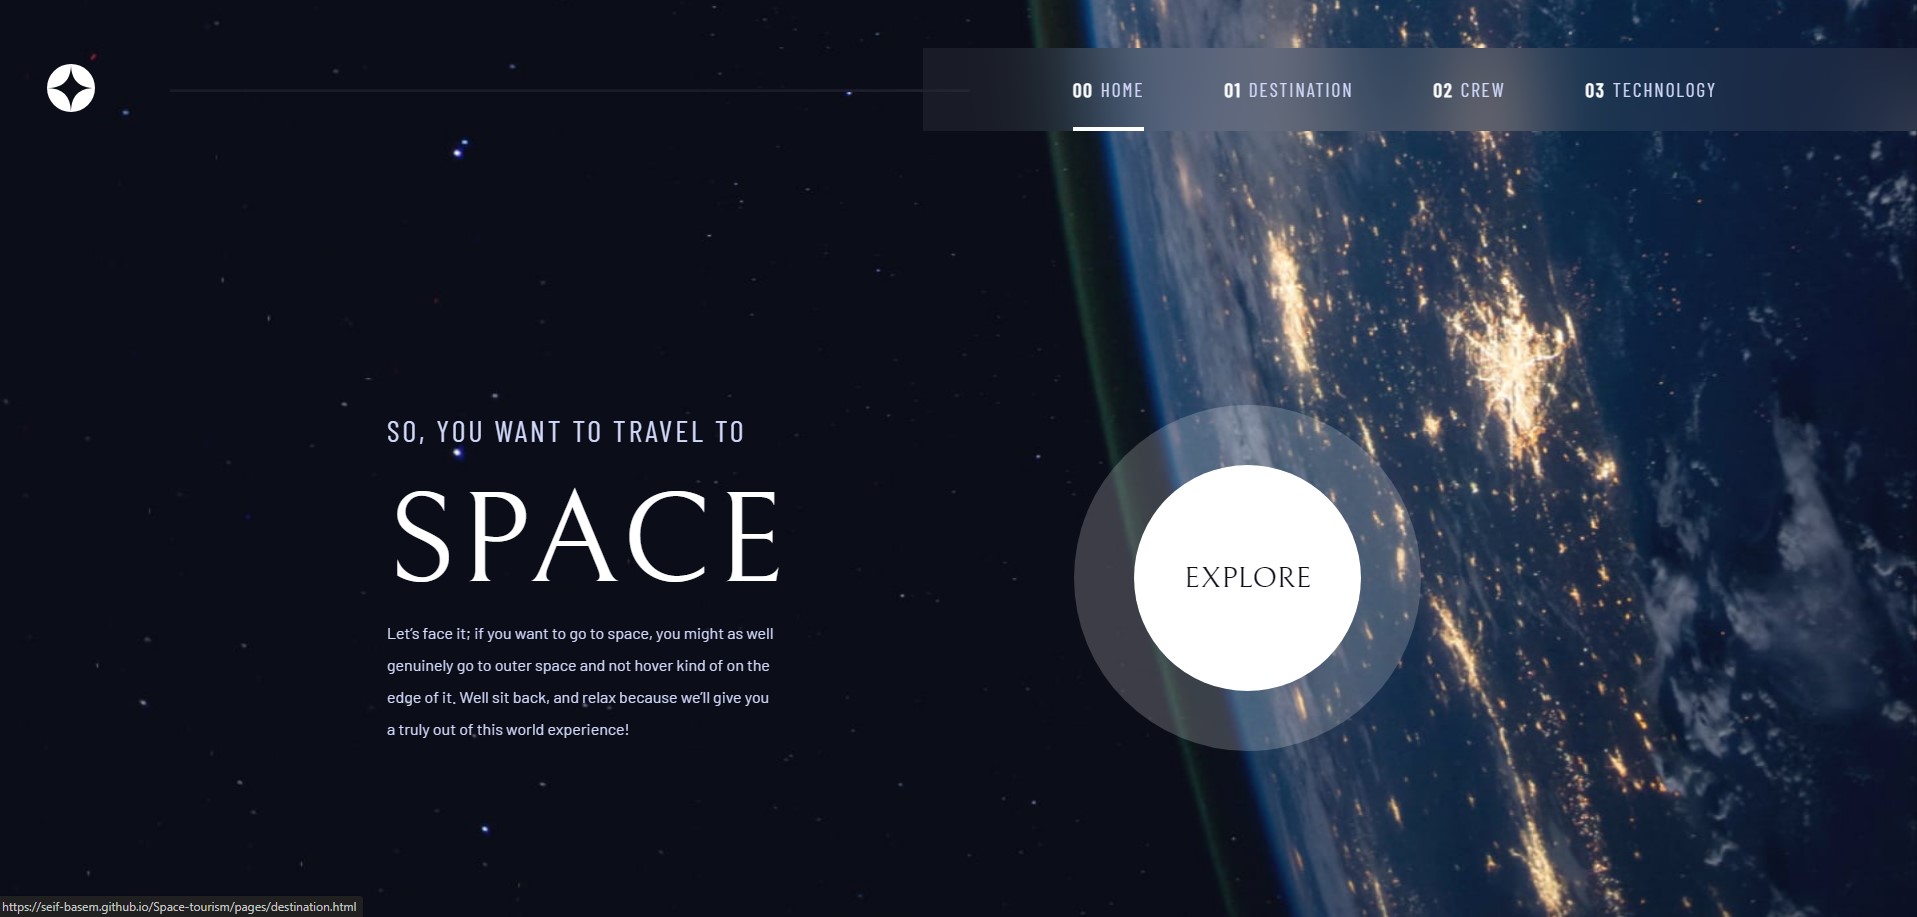 00 HOME 01 DESTINATION 02 CREW 03 TECHNOLOGY
SO, YOU WANT TO TRAVEL TO
SPACE
Let’s face it; if you want to go to space, you might as well
genuinely go to outer space and not hover kind of on the
edge of it. Well sit back, and relax because we’ll give you
a truly out of this world experience!
EXPLORE
https://seif-basem.github.io/Space-tourism/pages/destination.html